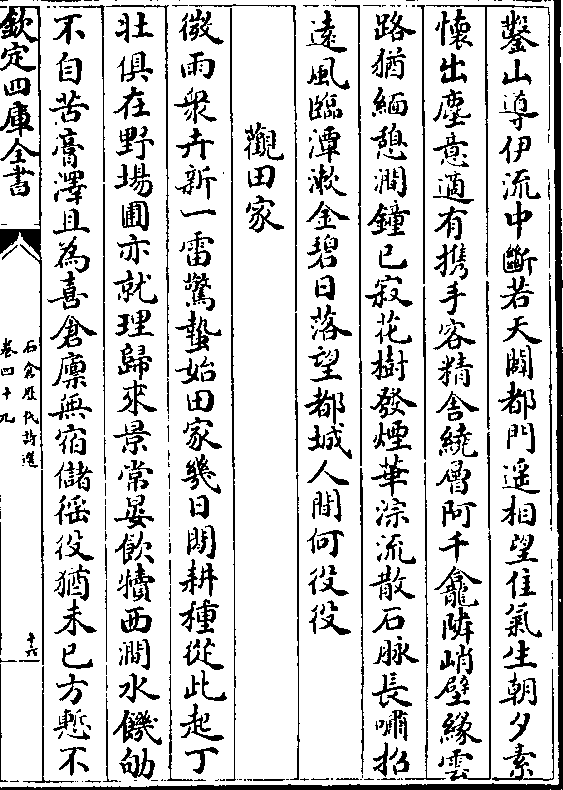 鑿山導伊流中斷若天闢都門遥相望佳氣生朝夕素
懷出塵意適有携手客精舎繞層阿千龕隣峭壁緣雲
路猶緬憩澗鐘已寂花樹發煙華淙流散石脉長嘯招
遠風臨潭漱金碧日落望都城人間何役役
觀田家
微雨衆卉新一雷驚蟄始田家幾日閒耕種從此起丁
壯俱在野場圃亦就理歸來景常晏飲犢西澗水饑劬
不自苦膏澤且為喜倉廪無宿儲徭役猶未已方慙不
欽定四庫全書
石倉歴代詩選
卷四十九
十六